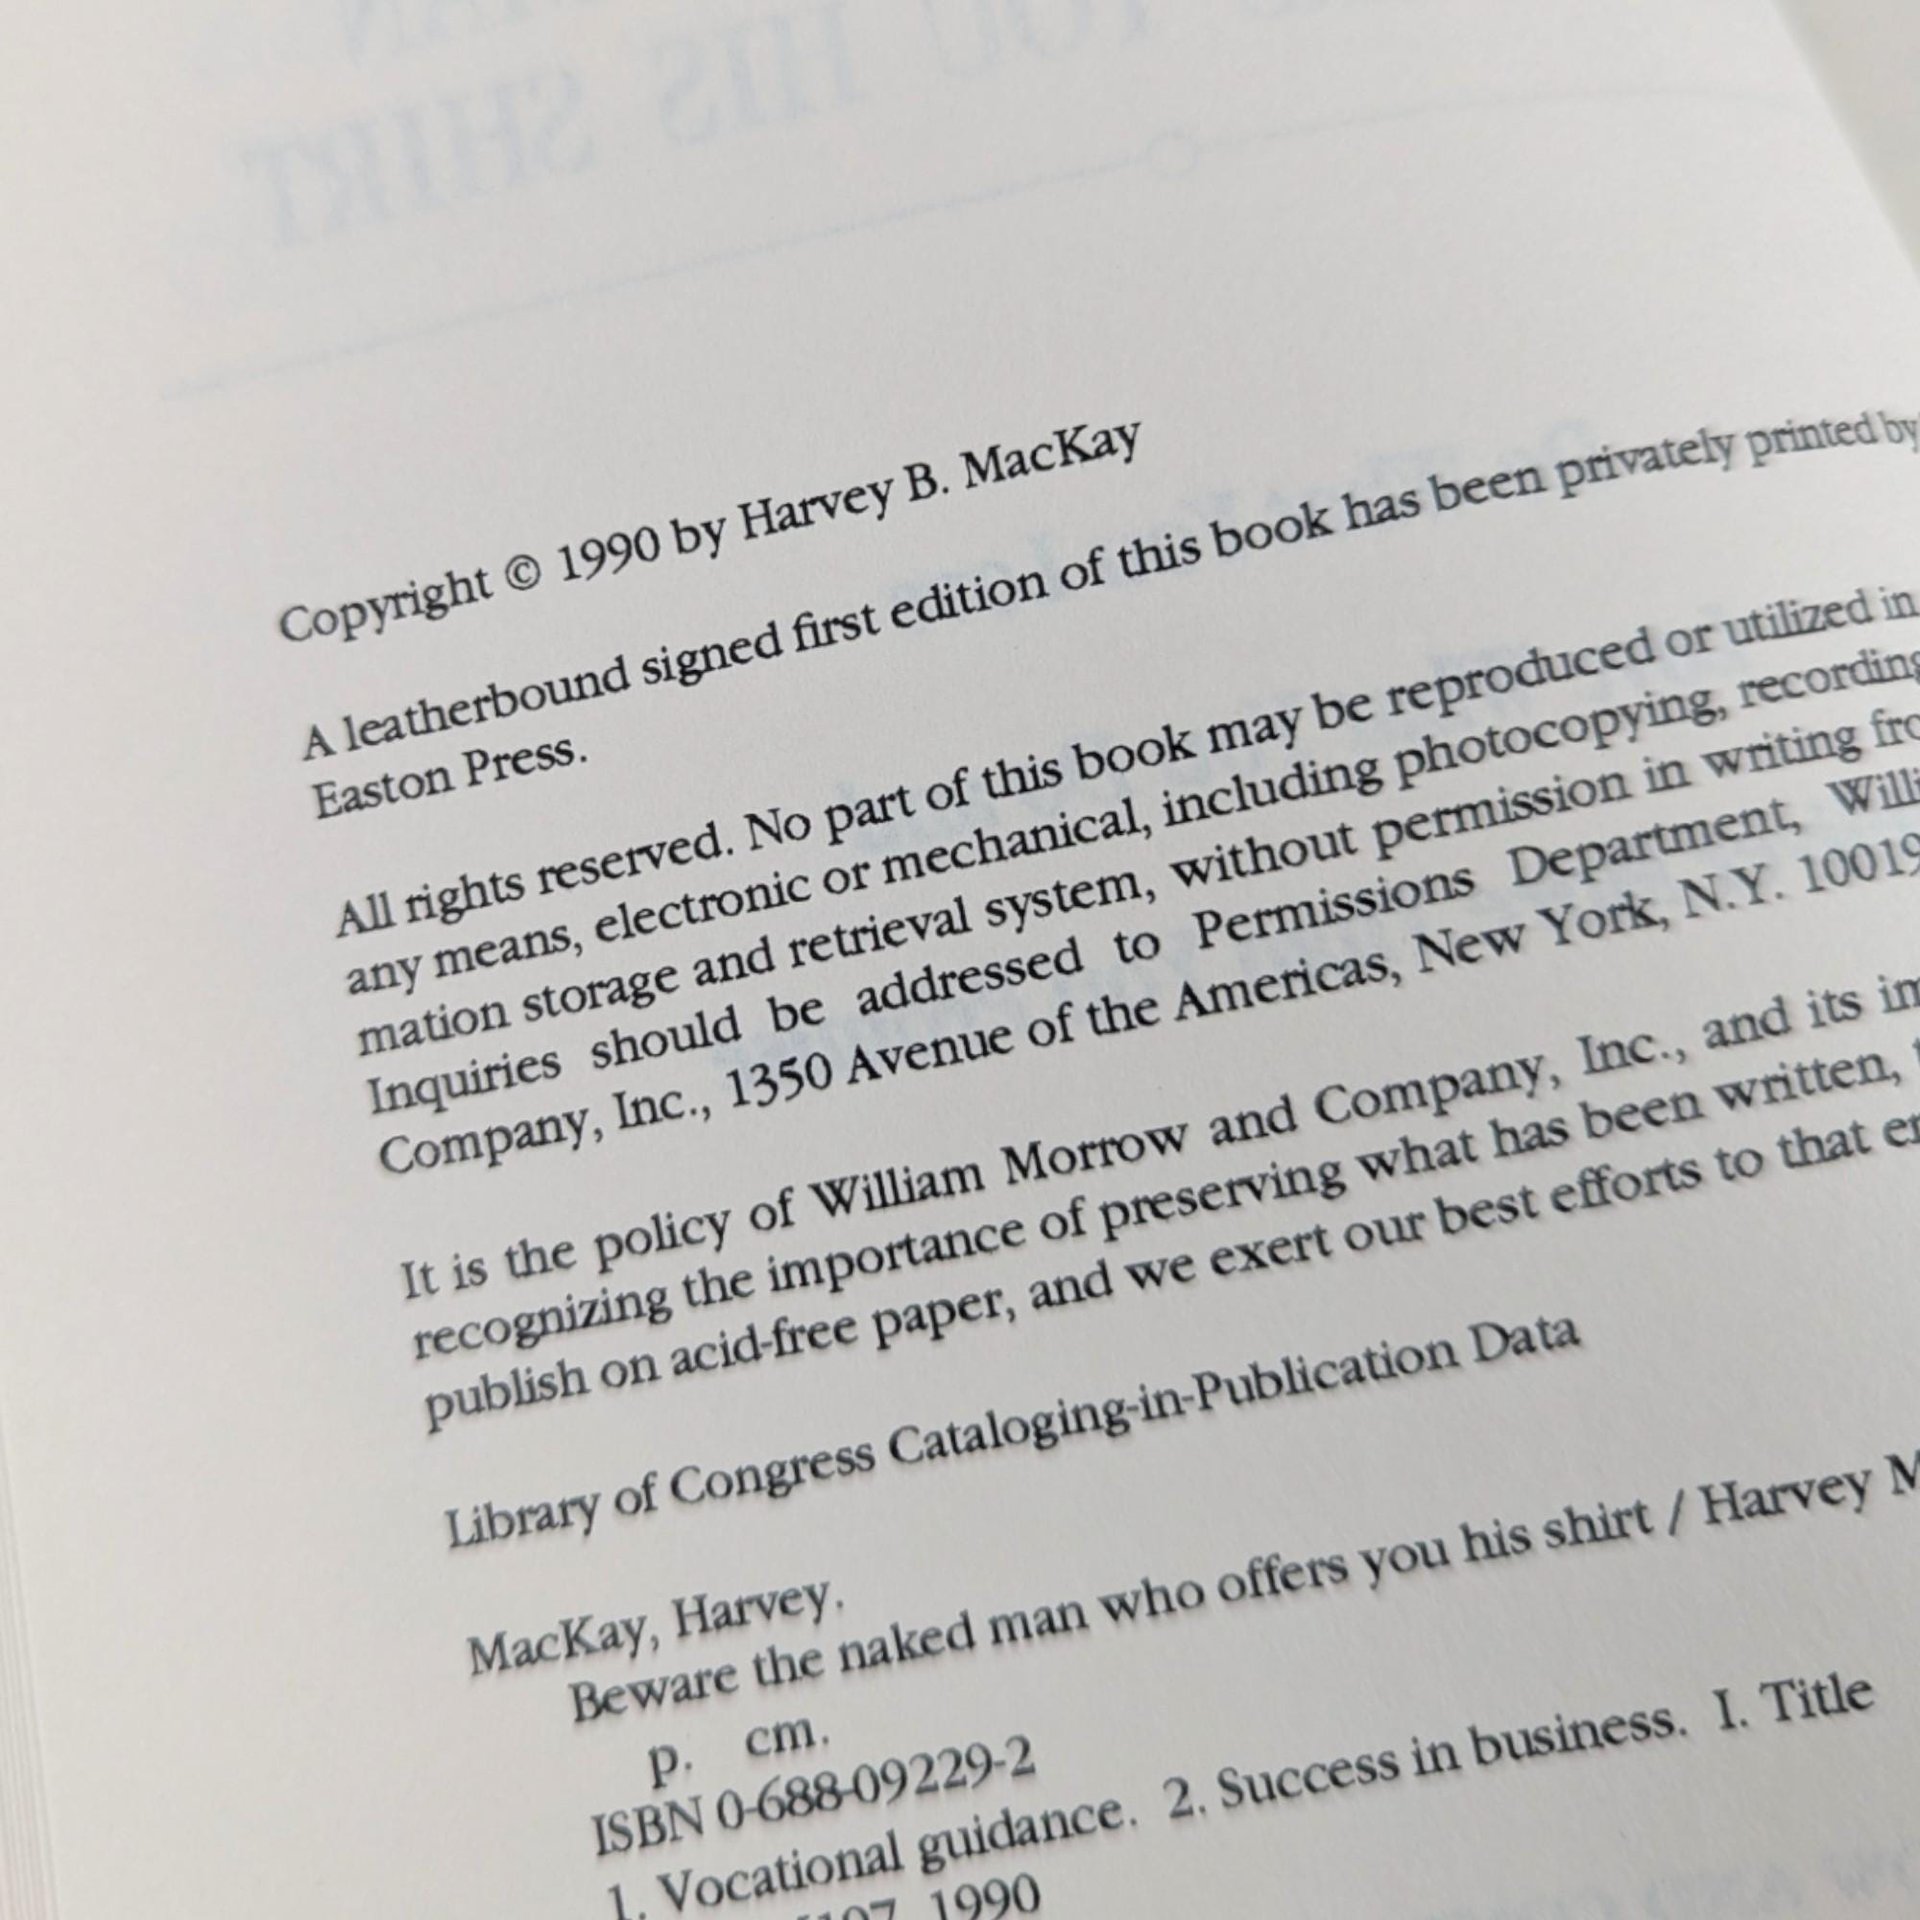 Copyright © 1990 by Harvey B. MacKay
A leatherbound signed first edition of this book has been privately printed by
Easton Press.
All rights reserved. No part of this book may be reproduced or utilized in
any means, electronic or mechanical, including photocopying, recording
mation storage and retrieval system, without permission in writing
Inquiries should be addressed to Permissions Department,
Company, Inc., 1350 Avenue of the Americas, New York, N.Y. 10019
It is the policy of William Morrow and Company, Inc., and its
recognizing the importance of preserving what has been written,
publish on acid-free paper, and we exert our best efforts to that
Library of Congress Cataloging-in-Publication Data
MacKay, Harvey.
Beware the naked man who offers you his shirt / Harvey
p. cm.
ISBN 0-688-09229-2
1. Vocational guidance. 2. Success in business. I. Title
1990